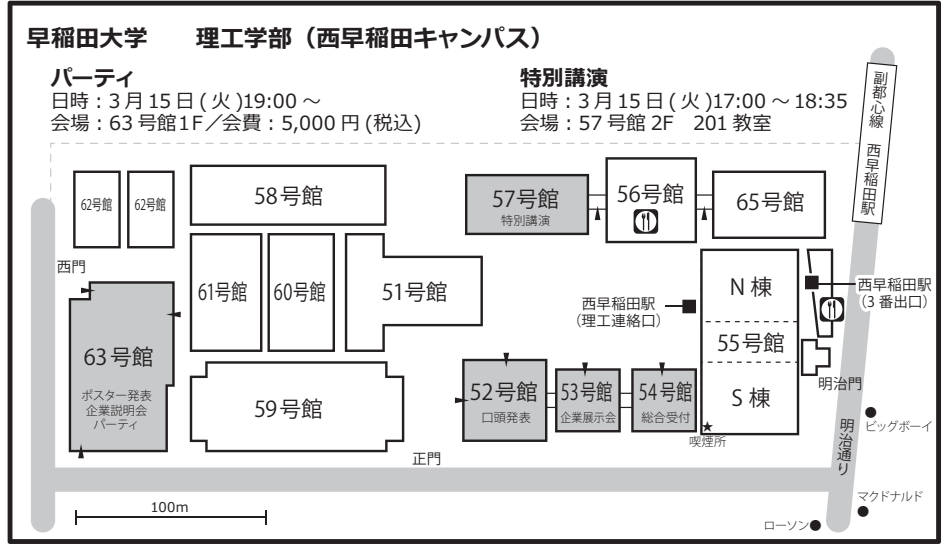 早稲田大学　理工学部（西早稲田キャンパス）
パーティ
日時：3月15日(火)19:00～
会場：63号館1F／会費：5,000円(税込)
特別講演
日時：3月15日(火)17:00～18:35
会場：57号館2F　201教室
副都心線　西早稲田駅
62号館
62号館
58号館
57号館
特別講演
56号館
65号館
西門
61号館
60号館
51号館
西早稲田駅
（理工連絡口）
N棟
55号館
S棟
西早稲田駅
（3番出口）
63号館
ポスター発表
企業説明会
パーティ
59号館
52号館
口頭発表
53号館
企業展示会
54号館
総合受付
喫煙所
明治門
明治通り
ビッグボーイ
正門
100m
マクドナルド
ローソン